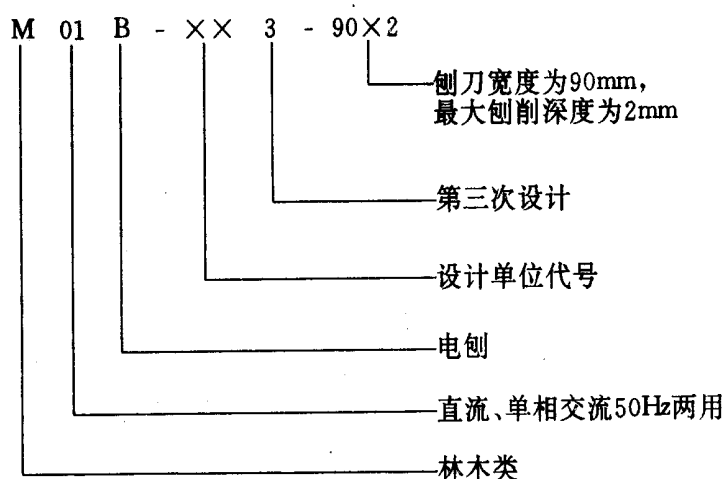 M 01 B - ×× 3 - 90×2
刨刀宽度为90mm，
最大刨削深度为2mm
第三次设计
设计单位代号
电刨
直流、单相交流50Hz两用
林木类